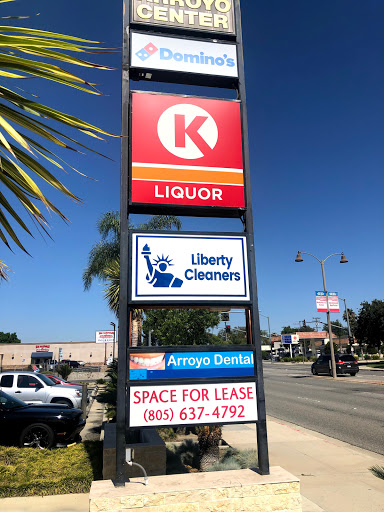 ARROYO
CENTER
Domino's
K
LIQUOR
Liberty
Cleaners
Arroyo Dental
SPACE FOR LEASE
(805) 637-4792